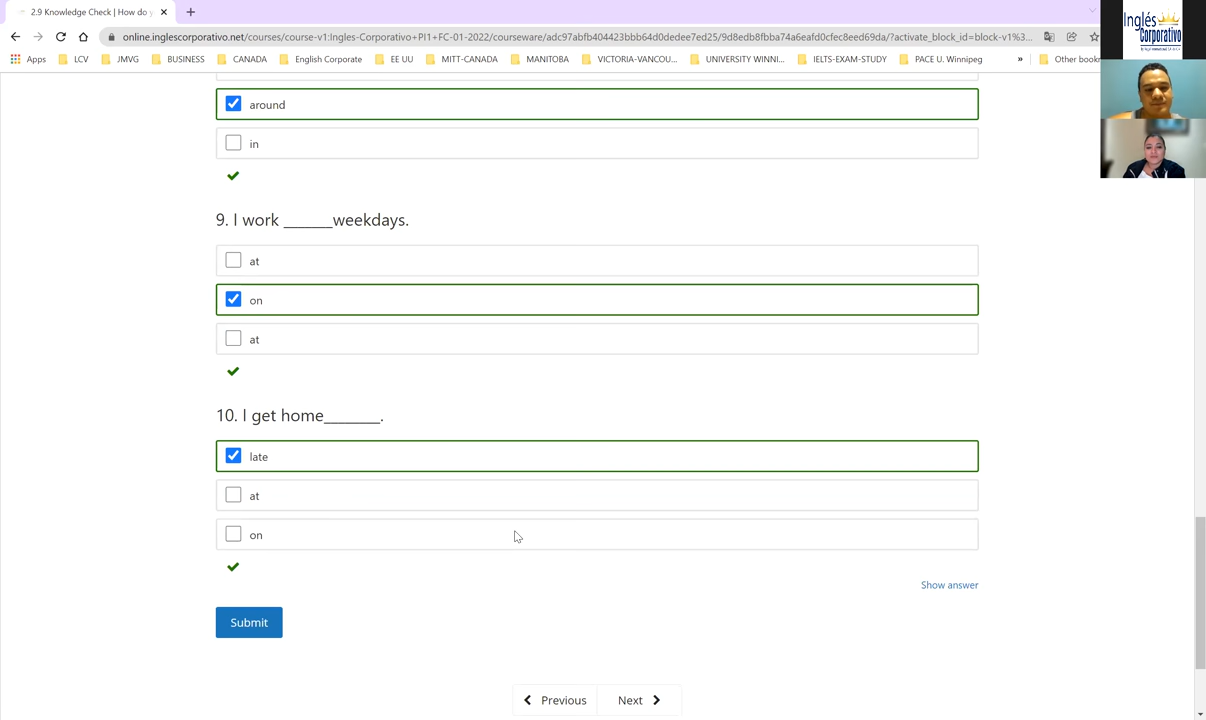 2.9 Knowledge Check | How do y
online.inglescorporativo.net/courses/course-v1:Ingles-Corporativo+PI1+FC-01-2022/courseware/adc97abfb404423bbb64d0dedee7ed25/9d8edb8fbba74a6eafd0cfec8eed69da/?activate_block_id=block-v1%3...
Apps LCV JMVG BUSINESS CANADA English Corporate EE UU MITT-CANADA MANITOBA VICTORIA-VANCOU... UNIVERSITY WINNI... IELTS-EXAM-STUDY PACE U. Winnipeg » Other bookm
Inglés
Corporativo
around
in
9. I work ______weekdays.
at
on
at
10. I get home_______.
late
at
on
Show answer
Submit
Previous Next